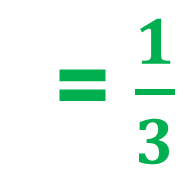 = 1/3